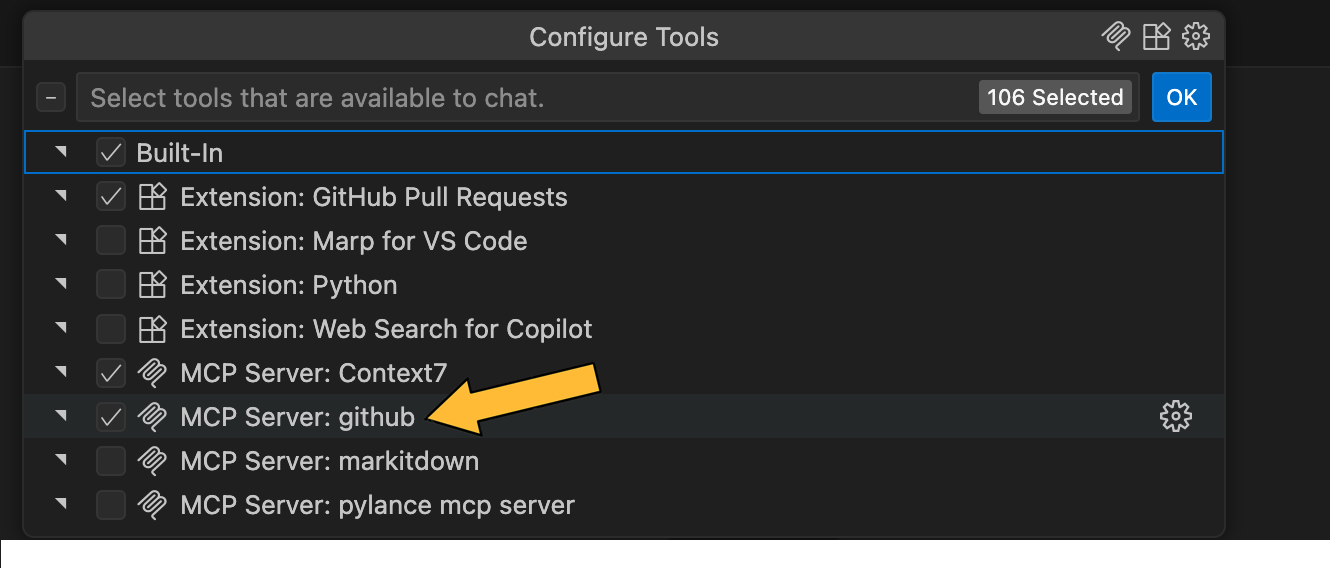 Configure Tools
Select tools that are available to chat.
106 Selected
OK
Built-In
Extension: GitHub Pull Requests
Extension: Marp for VS Code
Extension: Python
Extension: Web Search for Copilot
MCP Server: Context7
MCP Server: github
MCP Server: markitdown
MCP Server: pylance mcp server